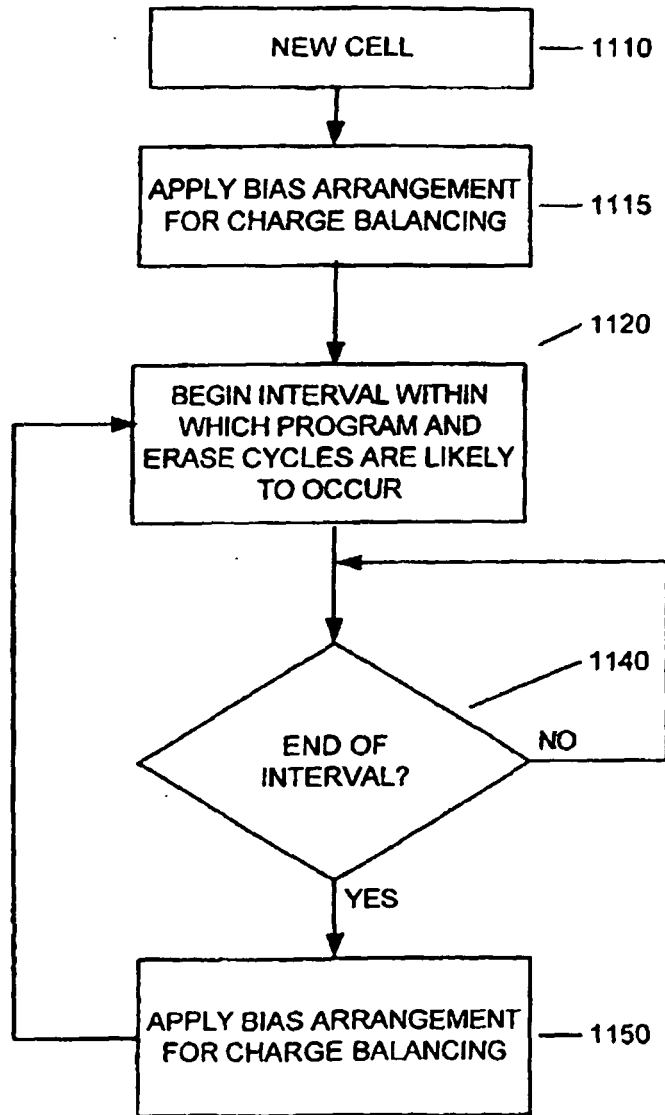 NEW CELL
1110
APPLY BIAS ARRANGEMENT
FOR CHARGE BALANCING
1115
1120
BEGIN INTERVAL WITHIN
WHICH PROGRAM AND
ERASE CYCLES ARE LIKELY
TO OCCUR
1140
END OF
INTERVAL?
NO
YES
APPLY BIAS ARRANGEMENT
FOR CHARGE BALANCING
1150